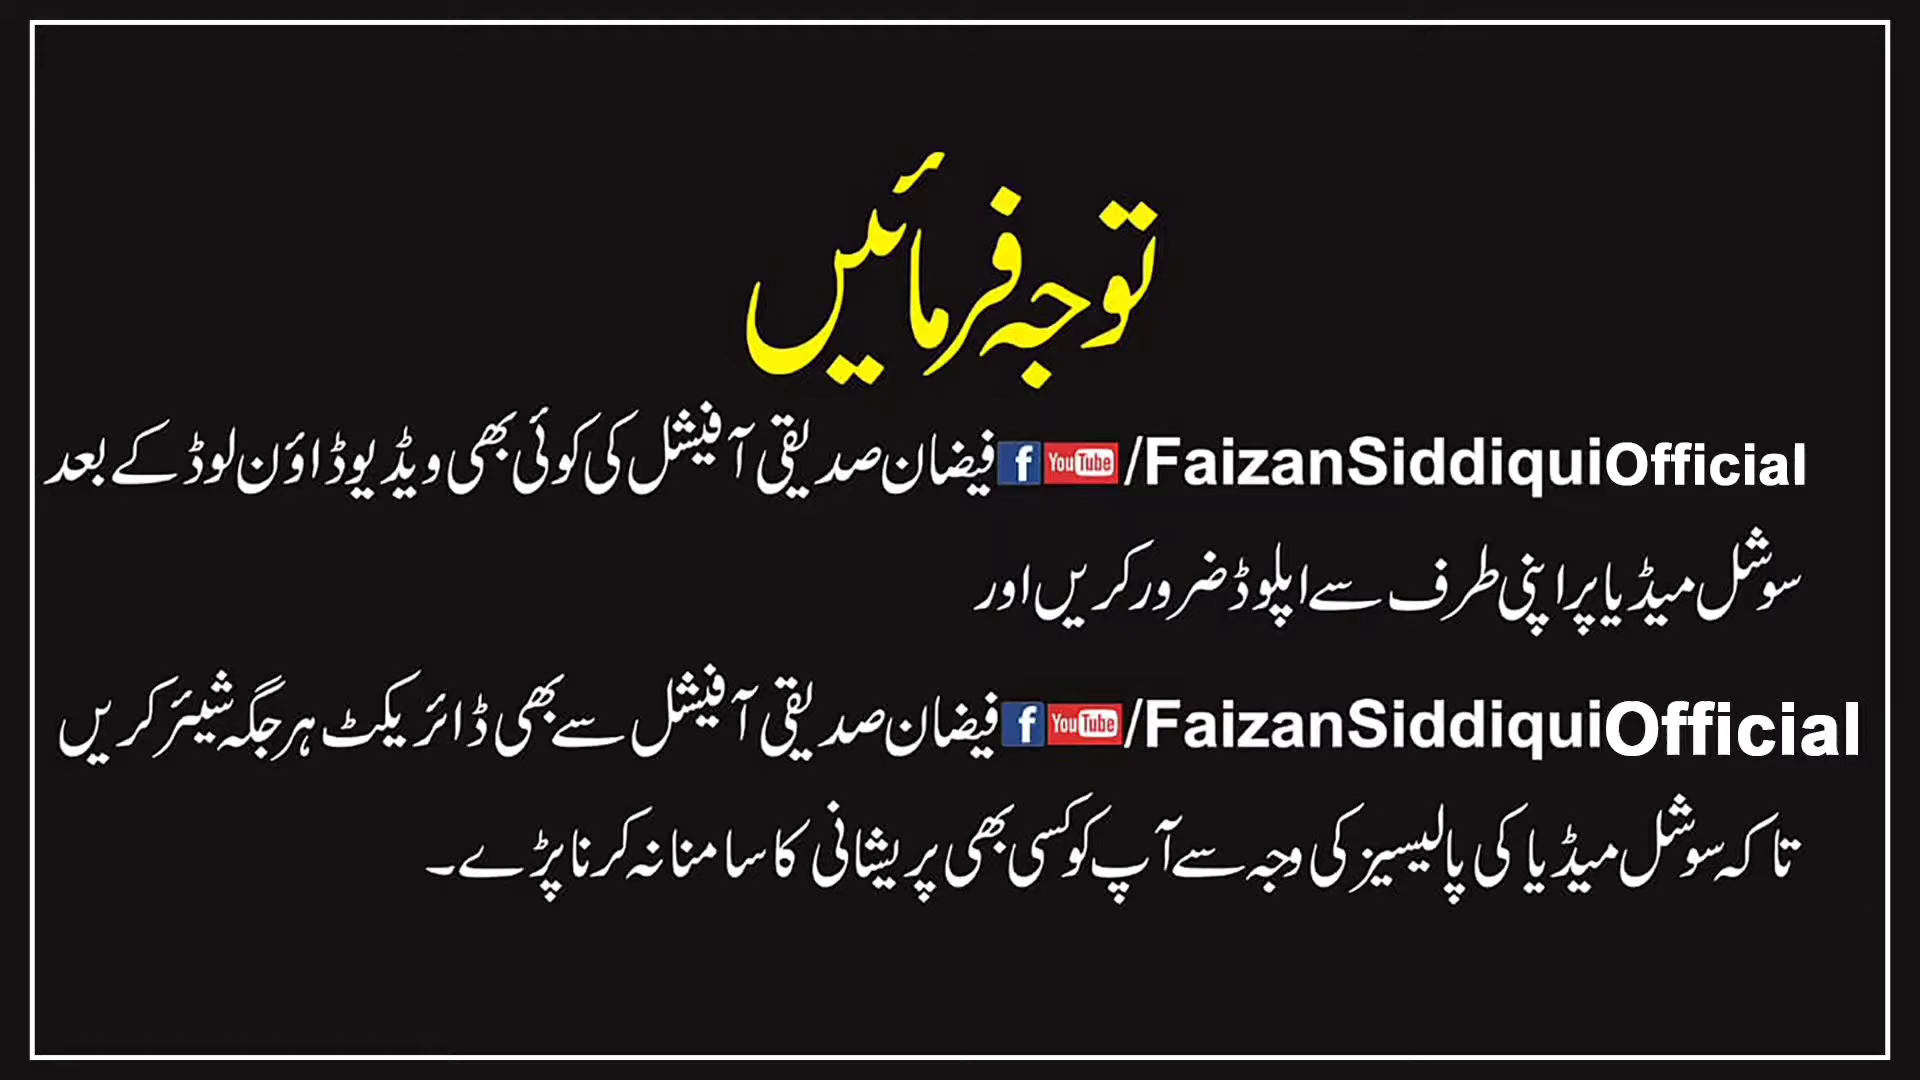 توجہ فرمائیں
f YouTube /FaizanSiddiquiOfficial فیضان صدیقی آفیشل کی کوئی بھی ویڈیو ڈاؤن لوڈ کے بعد
سوشل میڈیا پر اپنی طرف سے اپلوڈ ضرور کریں اور
f YouTube /FaizanSiddiquiOfficial فیضان صدیقی آفیشل سے بھی ڈائریکٹ ہر جگہ شیئر کریں
تاکہ سوشل میڈیا کی پالیسیز کی وجہ سے آپ کو کسی بھی پریشانی کا سامنا نہ کرنا پڑے۔